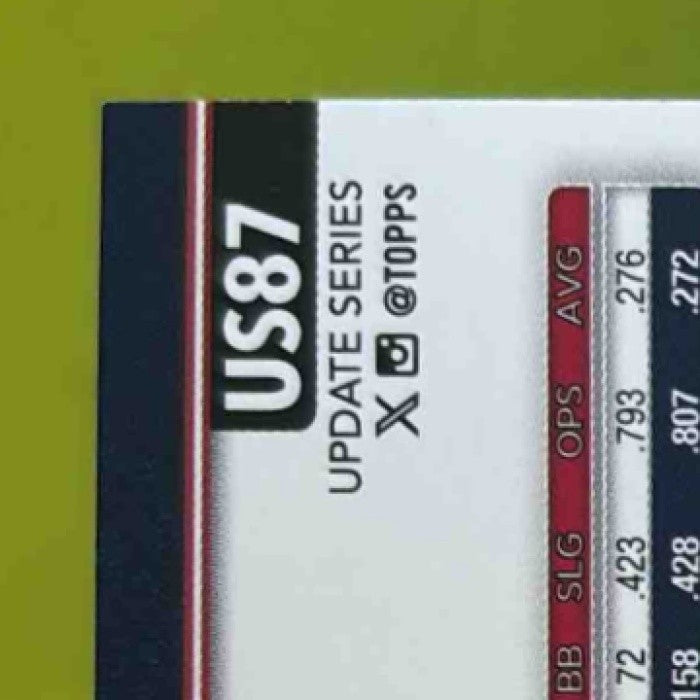 US87
UPDATE SERIES
X @TOPPS
BB SLG OPS AVG
72 .423 .793 .276
158 .428 .807 .272